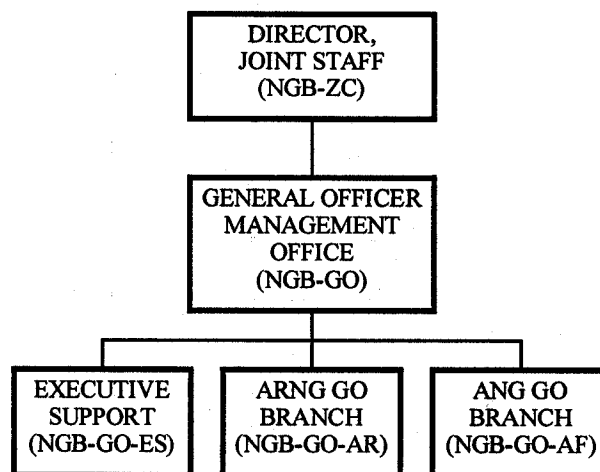 DIRECTOR,
JOINT STAFF
(NGB-ZC)
GENERAL OFFICER
MANAGEMENT
OFFICE
(NGB-GO)
EXECUTIVE
SUPPORT
(NGB-GO-ES)
ARNG GO
BRANCH
(NGB-GO-AR)
ANG GO
BRANCH
(NGB-GO-AF)